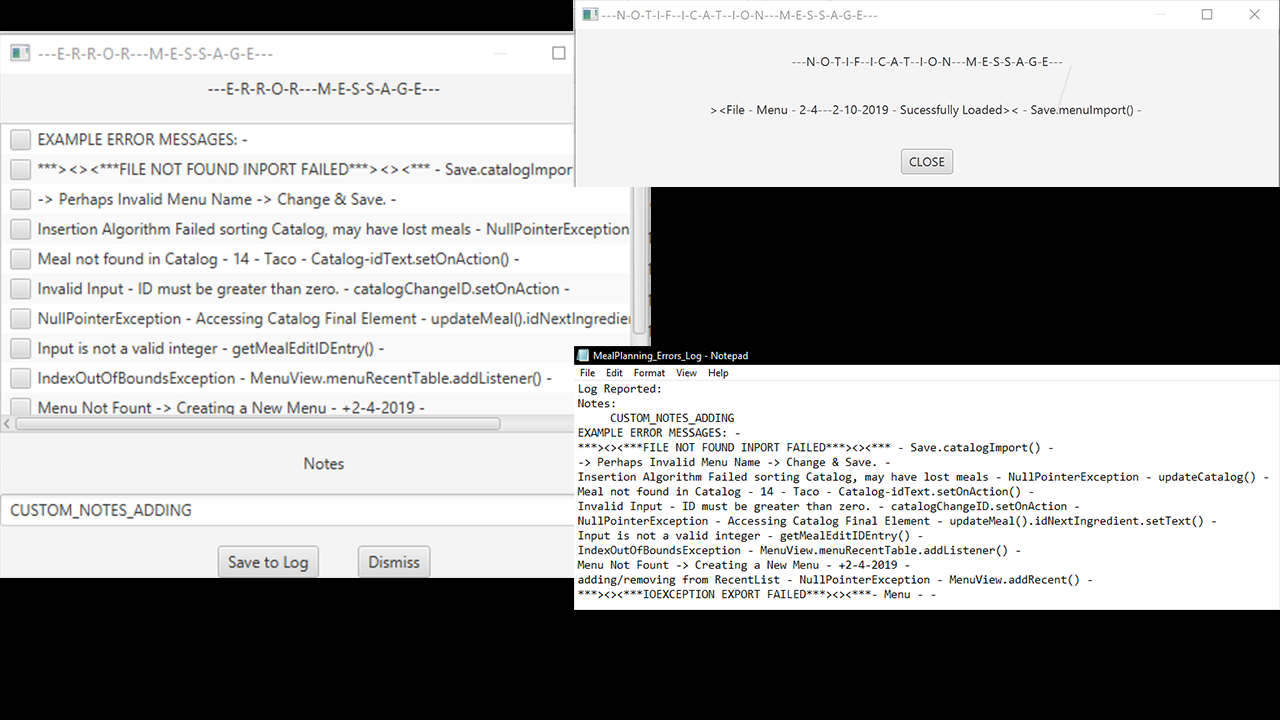 ---E-R-R-O-R---M-E-S-S-A-G-E---
---E-R-R-O-R---M-E-S-S-A-G-E---
EXAMPLE ERROR MESSAGES: -
***><><***FILE NOT FOUND INPORT FAILED***><><*** - Save.catalogImpor
-> Perhaps Invalid Menu Name -> Change & Save. -
Insertion Algorithm Failed sorting Catalog, may have lost meals - NullPointerException
Meal not found in Catalog - 14 - Taco - Catalog-idText.setOnAction() -
Invalid Input - ID must be greater than zero. - catalogChangeID.setOnAction -
NullPointerException - Accessing Catalog Final Element - updateMeal().idNextIngredie
Input is not a valid integer - getMealEditIDEntry() -
IndexOutOfBoundsException - MenuView.menuRecentTable.addListener() -
Menu Not Fount -> Creating a New Menu - +2-4-2019 -
Notes
CUSTOM_NOTES_ADDING
Save to Log
Dismiss
---N-O-T-I-F--I-C-A-T--I-O-N---M-E-S-S-A-G-E---
---N-O-T-I-F--I-C-A-T--I-O-N---M-E-S-S-A-G-E---
><File - Menu - 2-4---2-10-2019 - Sucessfully Loaded>< - Save.menuImport() -
CLOSE
MealPlanning_Errors_Log - Notepad
File Edit Format View Help
Log Reported:
Notes:
CUSTOM_NOTES_ADDING
EXAMPLE ERROR MESSAGES: -
***><><***FILE NOT FOUND INPORT FAILED***><><*** - Save.catalogImport() -
-> Perhaps Invalid Menu Name -> Change & Save. -
Insertion Algorithm Failed sorting Catalog, may have lost meals - NullPointerException - updateCatalog() -
Meal not found in Catalog - 14 - Taco - Catalog-idText.setOnAction() -
Invalid Input - ID must be greater than zero. - catalogChangeID.setOnAction -
NullPointerException - Accessing Catalog Final Element - updateMeal().idNextIngredient.setText() -
Input is not a valid integer - getMealEditIDEntry() -
IndexOutOfBoundsException - MenuView.menuRecentTable.addListener() -
Menu Not Fount -> Creating a New Menu - +2-4-2019 -
adding/removing from RecentList - NullPointerException - MenuView.addRecent() -
***><><***IOEXCEPTION EXPORT FAILED***><><***- Menu - -